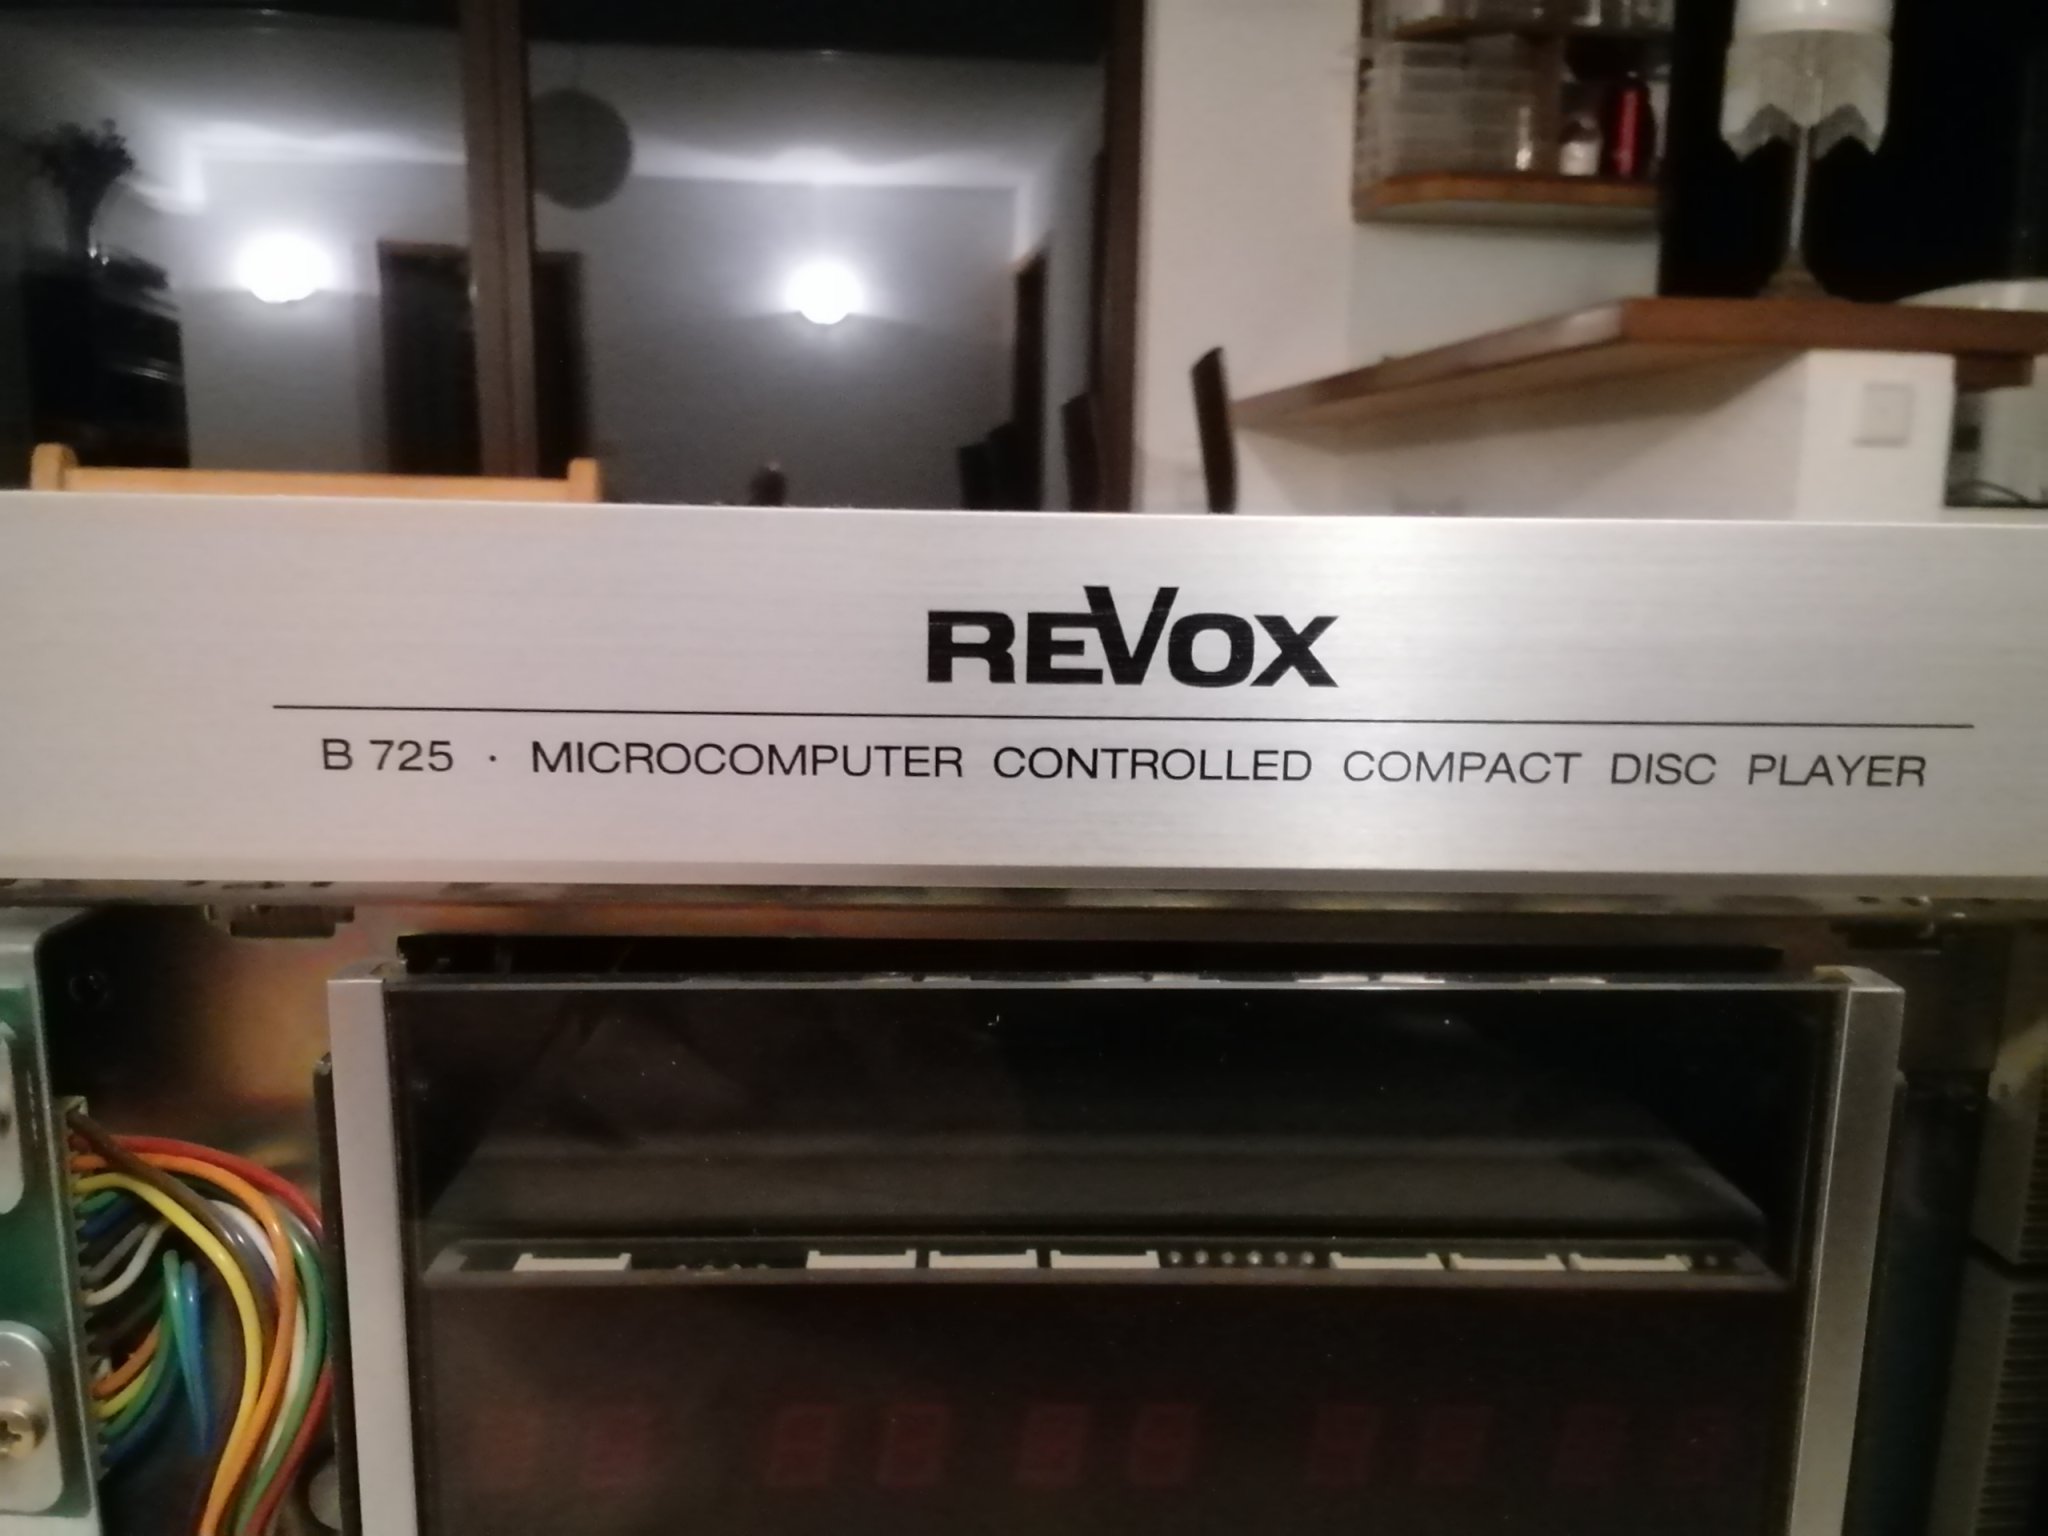 REVOX
B 725 · MICROCOMPUTER CONTROLLED COMPACT DISC PLAYER